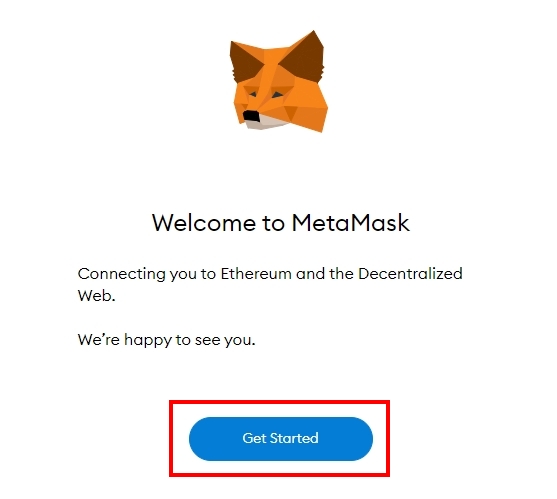 Welcome to MetaMask
Connecting you to Ethereum and the Decentralized
Web.
We’re happy to see you.
Get Started